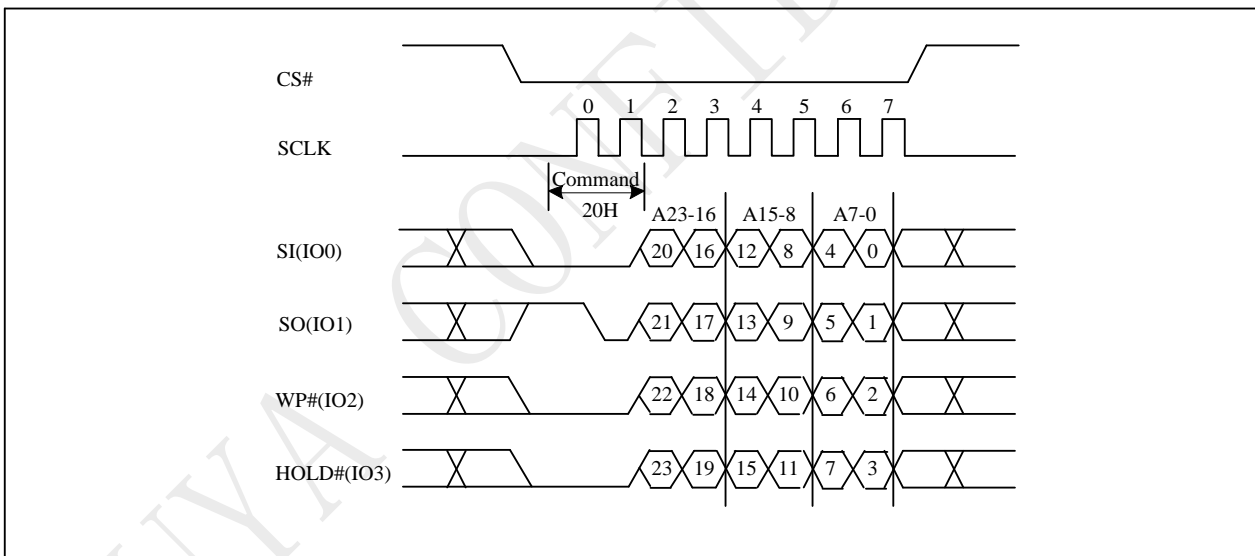 CS#
0 1 2 3 4 5 6 7
SCLK
Command
20H
A23-16 A15-8 A7-0
SI(IO0) 20 16 12 8 4 0
SO(IO1) 21 17 13 9 5 1
WP#(IO2) 22 18 14 10 6 2
HOLD#(IO3) 23 19 15 11 7 3